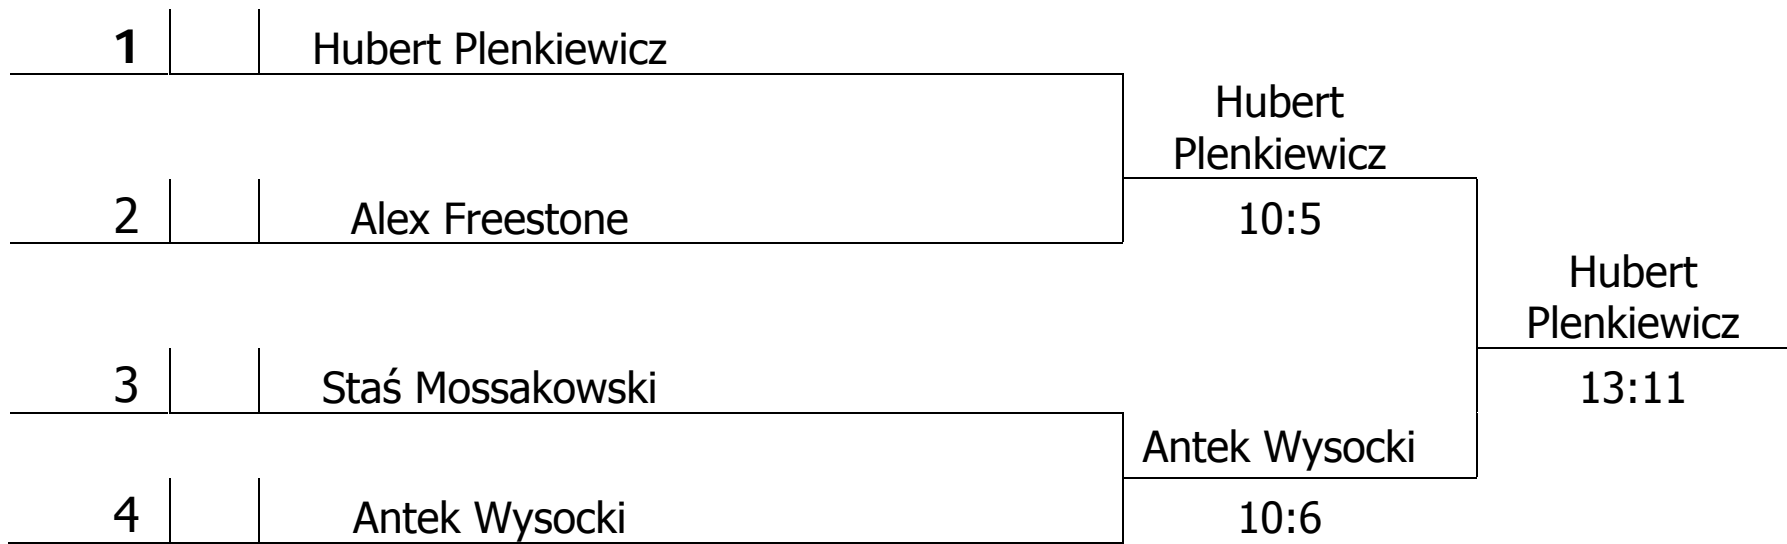 1 Hubert Plenkiewicz
Hubert
Plenkiewicz
2 Alex Freestone
10:5
Hubert
Plenkiewicz
3 Staś Mossakowski
13:11
Antek Wysocki
4 Antek Wysocki
10:6